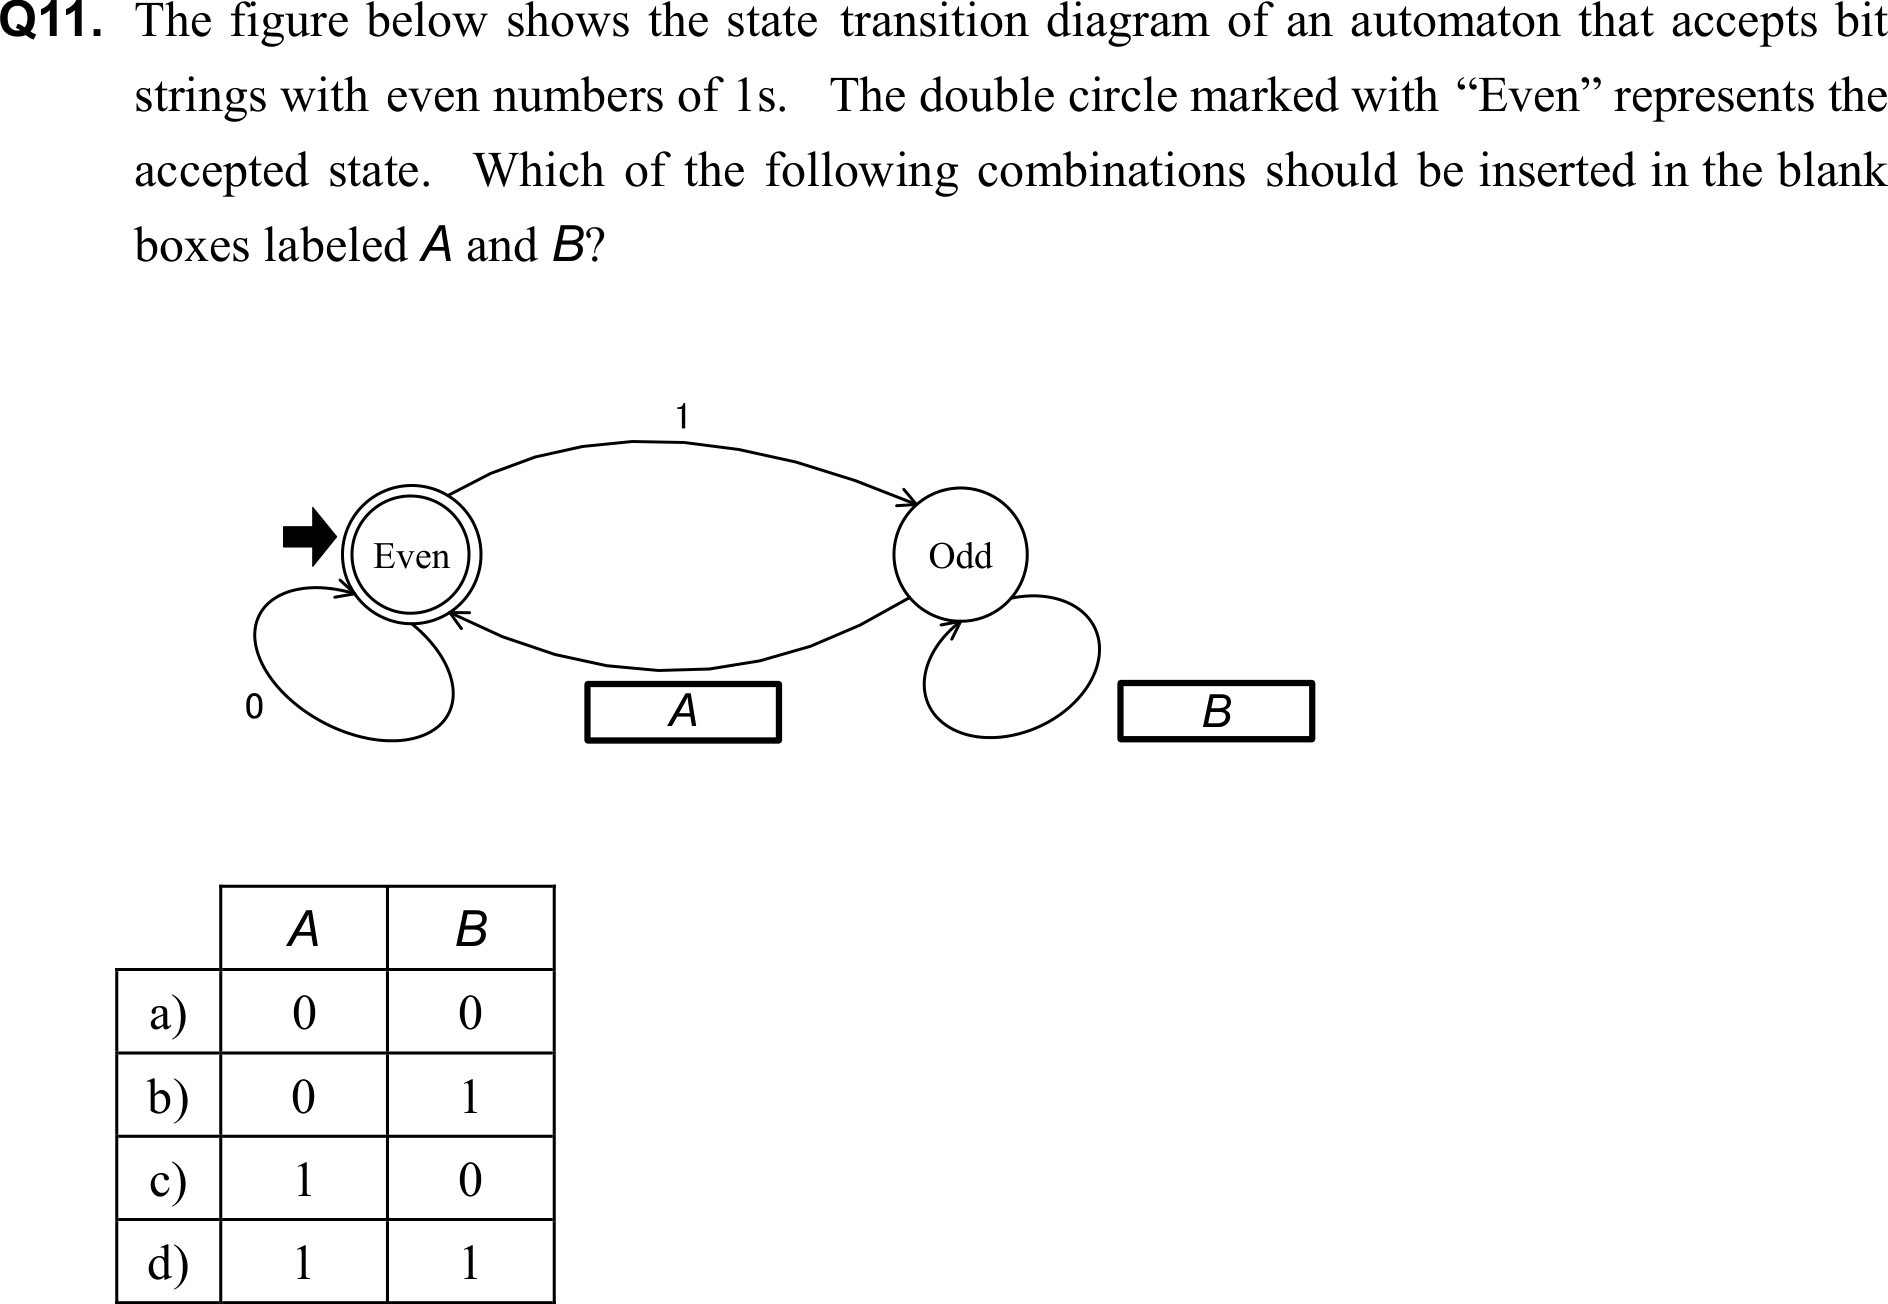 Q11. The figure below shows the state transition diagram of an automaton that accepts bit
strings with even numbers of 1s. The double circle marked with “Even” represents the
accepted state. Which of the following combinations should be inserted in the blank
boxes labeled A and B?
1
Even Odd
0 A B
A B
a) 0 0
b) 0 1
c) 1 0
d) 1 1